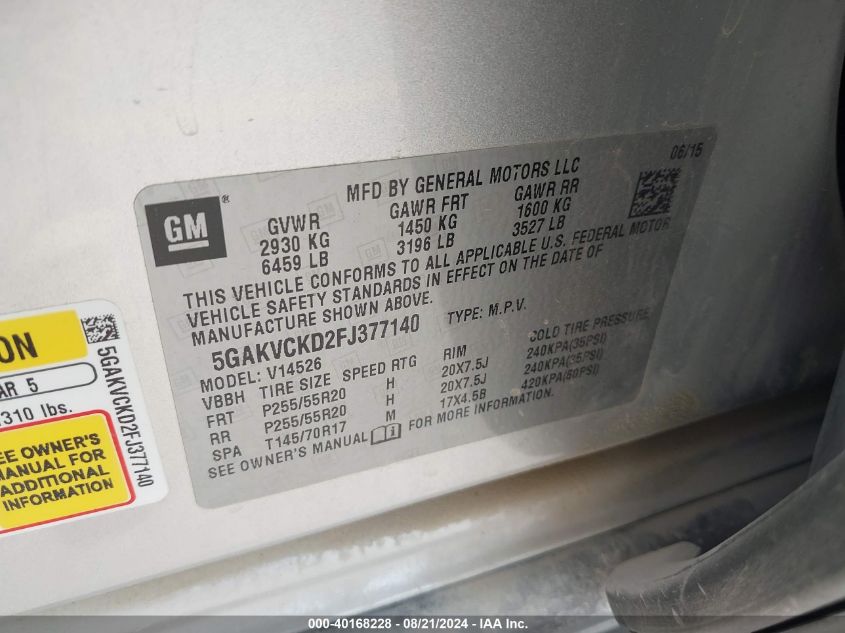 06/15
MFD BY GENERAL MOTORS LLC
GM®
GVWR GAWR FRT GAWR RR
2930 KG 1450 KG 1600 KG
6459 LB 3196 LB 3527 LB
THIS VEHICLE CONFORMS TO ALL APPLICABLE U.S. FEDERAL MOTOR
VEHICLE SAFETY STANDARDS IN EFFECT ON THE DATE OF
MANUFACTURE SHOWN ABOVE.
5GAKVCKD2FJ377140 TYPE: M.P.V.
MODEL: V14526
VBBH TIRE SIZE SPEED RTG RIM COLD TIRE PRESSURE
FRT P255/55R20 H 20X7.5J 240KPA(35PSI)
RR P255/55R20 H 20X7.5J 240KPA(35PSI)
SPA T145/70R17 M 17X4.5B 420KPA(60PSI)
SEE OWNER'S MANUAL FOR MORE INFORMATION.
ON
AR 5
1310 lbs.
SEE OWNER'S
MANUAL FOR
ADDITIONAL
INFORMATION
5GAKVCKD2FJ377140
000-40168228 - 08/21/2024 - IAA Inc.